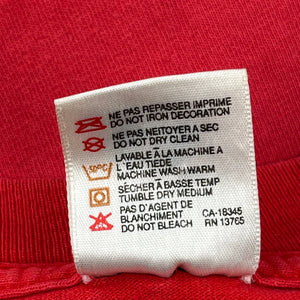 NE PAS REPASSER IMPRIME
DO NOT IRON DECORATION
NE PAS NEITOYER A SEC
DO NOT DRY CLEAN
LAVABLE À LA MACHINE A
L'EAU TIEDE
MACHINE WASH WARM
SÉCHER À BASSE TEMP
TUMBLE DRY MEDIUM
PAS D'AGENT DE
BLANCHIMENT CA-16345
DO NOT BLEACH RN 13765